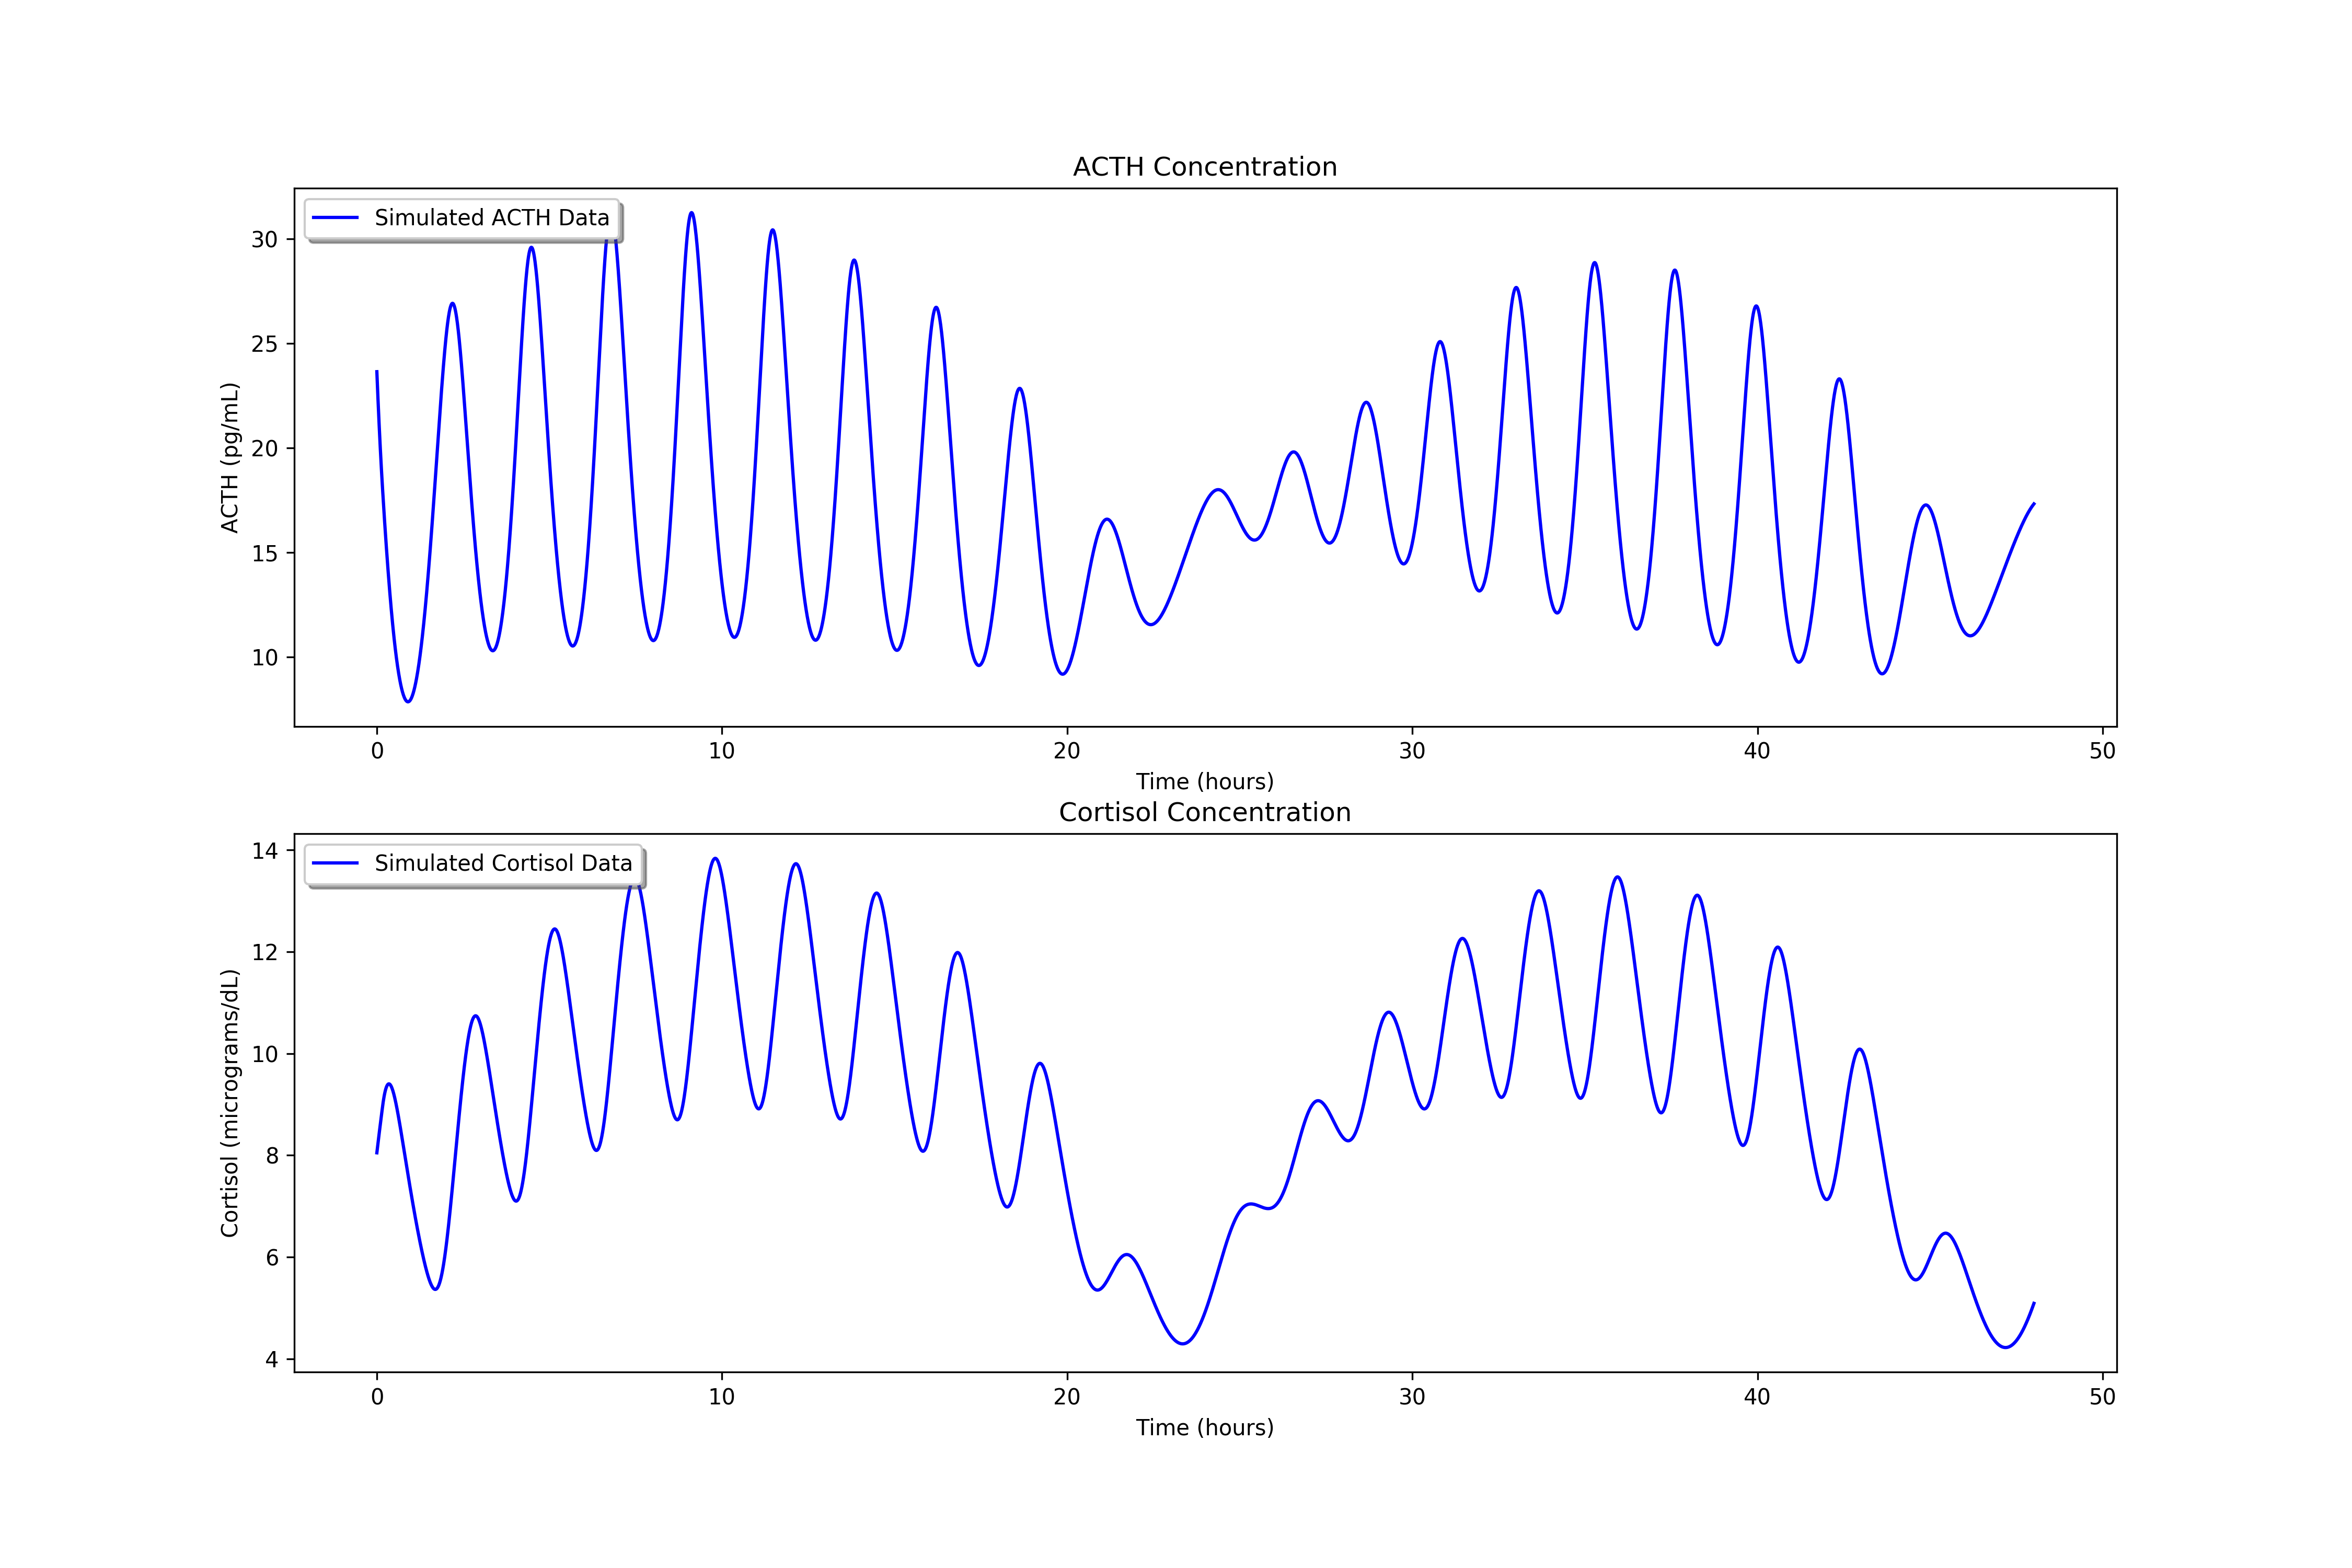 ACTH Concentration
Simulated ACTH Data
30
25
20
15
10
ACTH (pg/mL)
0 10 20 30 40 50
Time (hours)
Cortisol Concentration
Simulated Cortisol Data
14
12
10
8
6
4
Cortisol (micrograms/dL)
0 10 20 30 40 50
Time (hours)